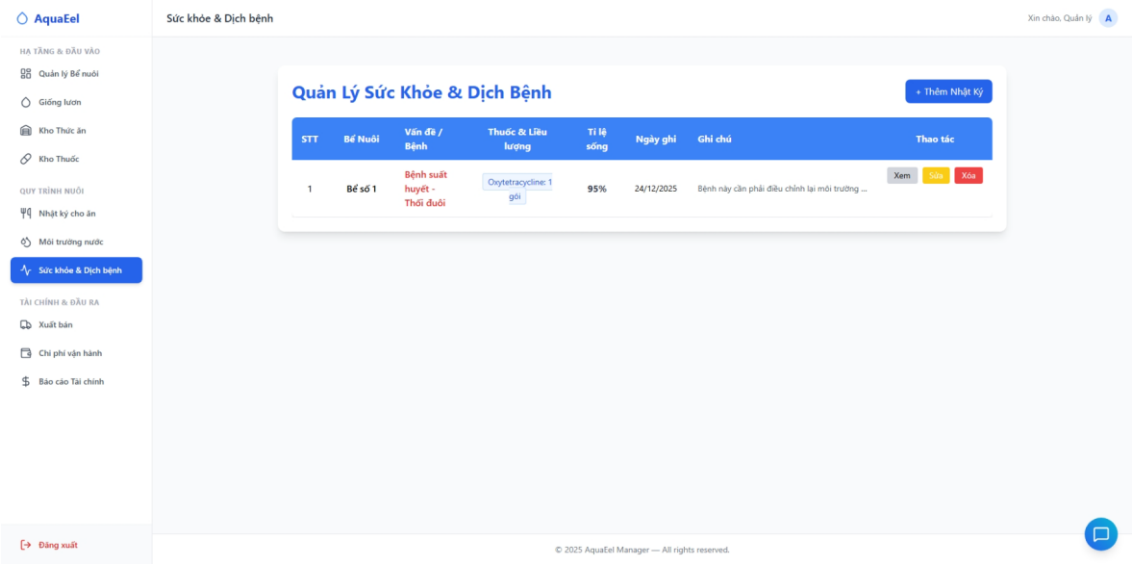 AquaEel
Sức khỏe & Dịch bệnh
Xin chào, Quản lý
A
HẠ TẦNG & ĐẦU VÀO
Quản lý Bể nuôi
Giống lươn
Kho Thức ăn
Kho Thuốc
QUY TRÌNH NUÔI
Nhật ký cho ăn
Môi trường nước
Sức khỏe & Dịch bệnh
TÀI CHÍNH & ĐẦU RA
Xuất bán
Chi phí vận hành
Báo cáo Tài chính
Đăng xuất
Quản Lý Sức Khỏe & Dịch Bệnh
+ Thêm Nhật Ký
STT
Bể Nuôi
Vấn đề /
Bệnh
Thuốc & Liều
lượng
Tỉ lệ
sống
Ngày ghi
Ghi chú
Thao tác
1
Bể số 1
Bệnh suất
huyết -
Thối đuôi
Oxytetracycline: 1
gói
95%
24/12/2025
Bệnh này cần phải điều chỉnh lại môi trường ...
Xem
Sửa
Xóa
© 2025 AquaEel Manager — All rights reserved.